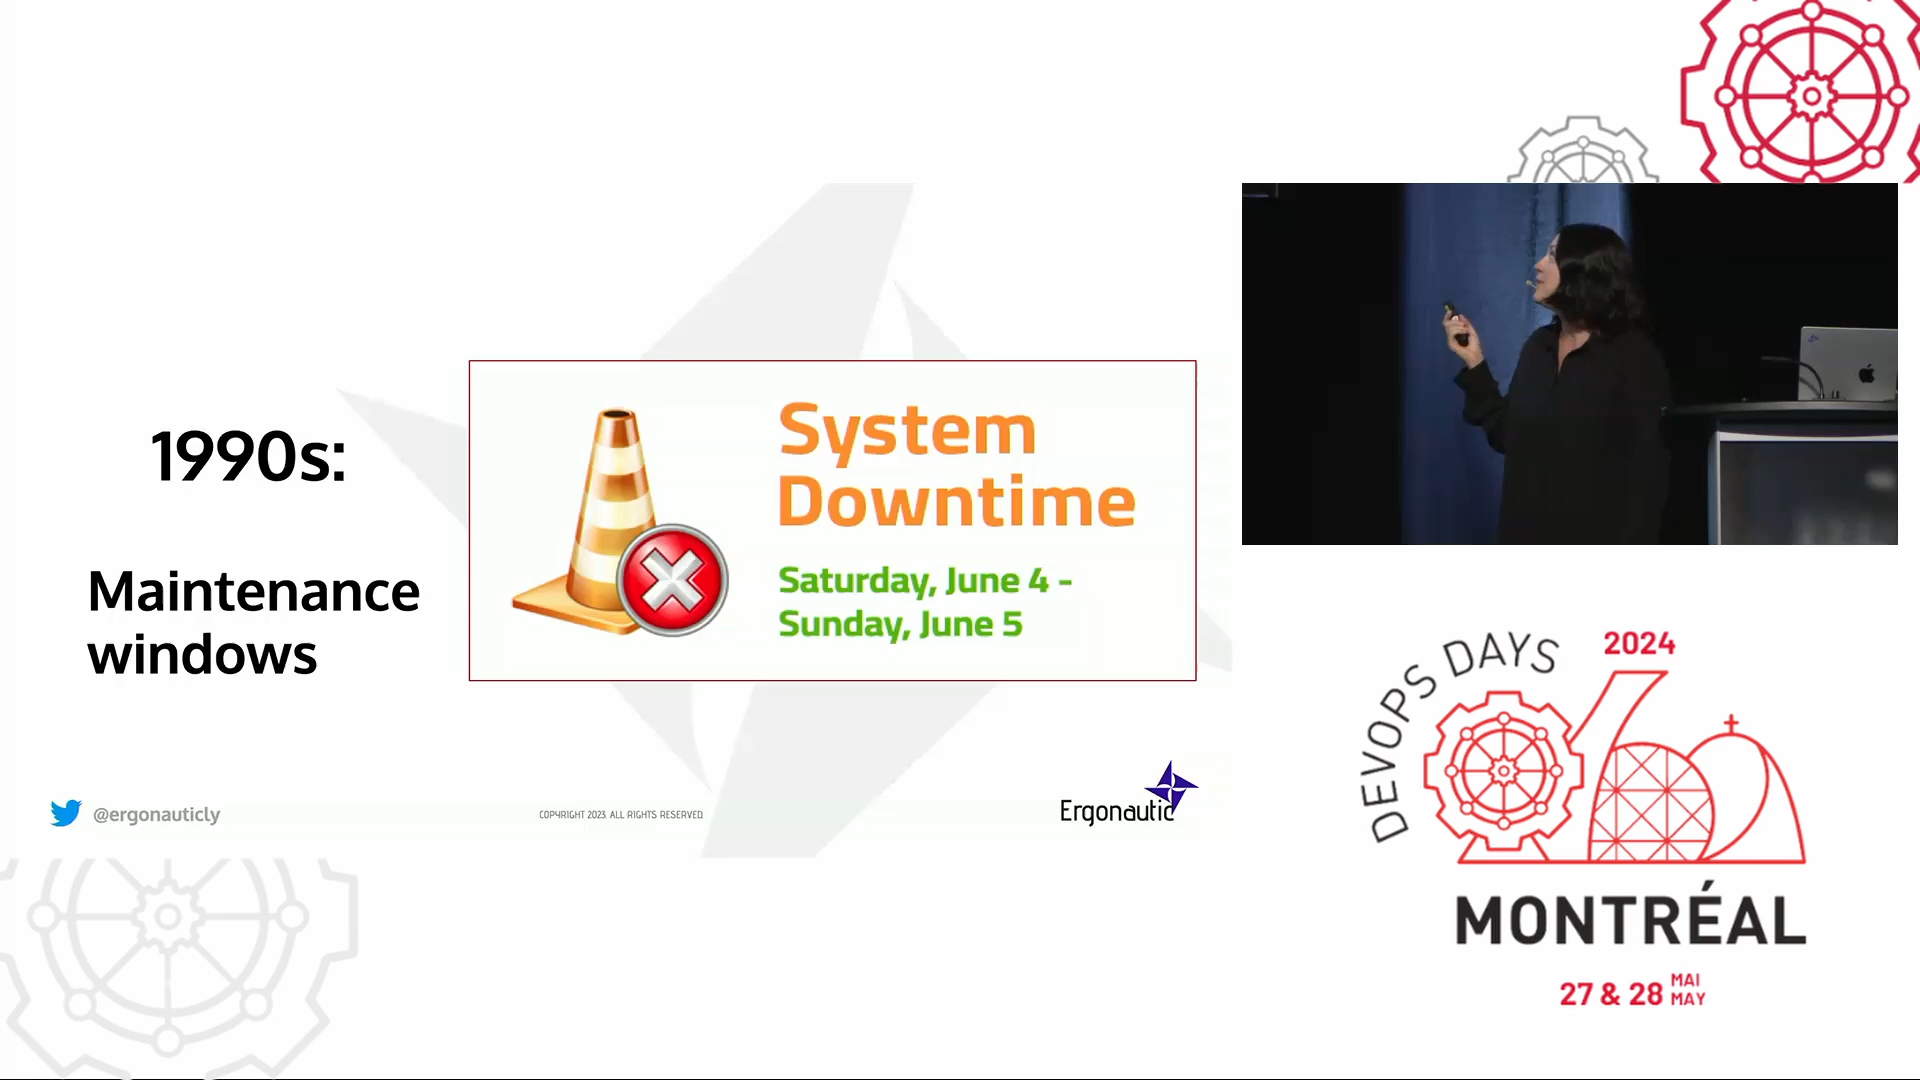 1990s:
Maintenance
windows
System
Downtime
Saturday, June 4 -
Sunday, June 5
@ergonauticly
COPYRIGHT 2023. ALL RIGHTS RESERVED.
Ergonautic
DEVOPS DAYS
2024
MONTRÉAL
27 & 28 MAI
MAY